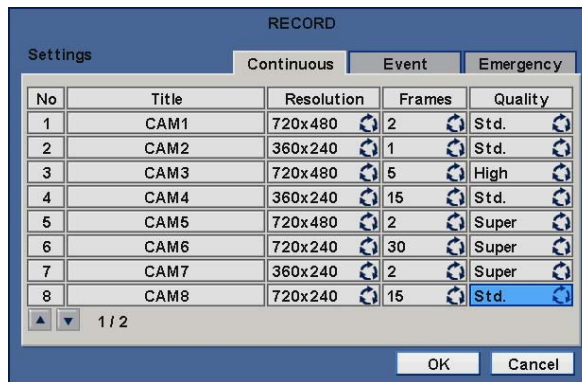 RECORD
Settings
Continuous Event Emergency
No Title Resolution Frames Quality
1 CAM1 720x480 2 Std.
2 CAM2 360x240 1 Std.
3 CAM3 720x480 5 High
4 CAM4 360x240 15 Std.
5 CAM5 720x480 2 Super
6 CAM6 720x240 30 Super
7 CAM7 360x240 2 Super
8 CAM8 720x240 15 Std.
1 / 2
OK Cancel